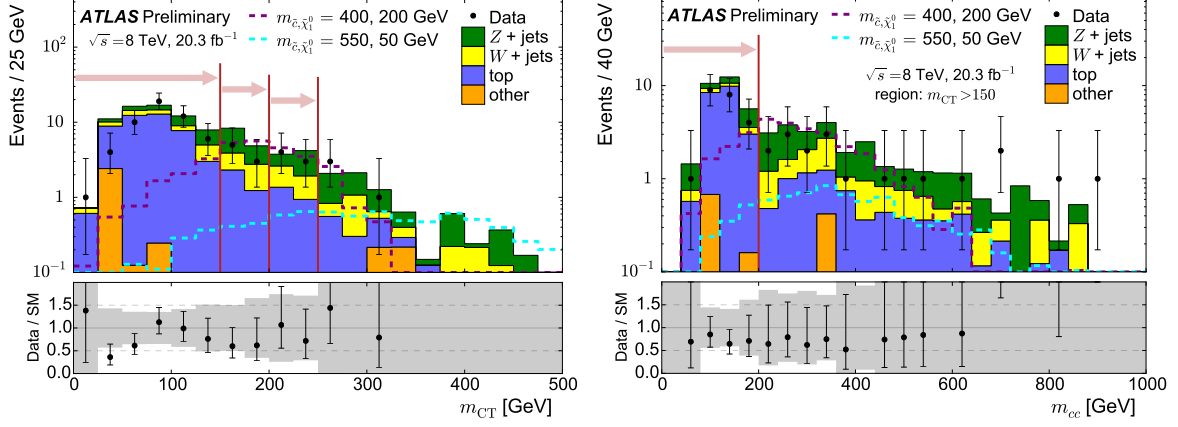 ATLAS Preliminary
√s =8 TeV, 20.3 fb⁻¹
m_{c̃,χ̃₁⁰} = 400, 200 GeV
m_{c̃,χ̃₁⁰} = 550, 50 GeV
Data
Z + jets
W + jets
top
other
Events / 25 GeV
10²
10
1
10⁻¹
Data / SM
1.5
1.0
0.5
0.0
0 100 200 300 400 500
m_CT [GeV]
ATLAS Preliminary
m_{c̃,χ̃₁⁰} = 400, 200 GeV
m_{c̃,χ̃₁⁰} = 550, 50 GeV
√s =8 TeV, 20.3 fb⁻¹
region: m_CT>150
Data
Z + jets
W + jets
top
other
Events / 40 GeV
10
1
10⁻¹
Data / SM
1.5
1.0
0.5
0.0
0 200 400 600 800 1000
m_cc [GeV]